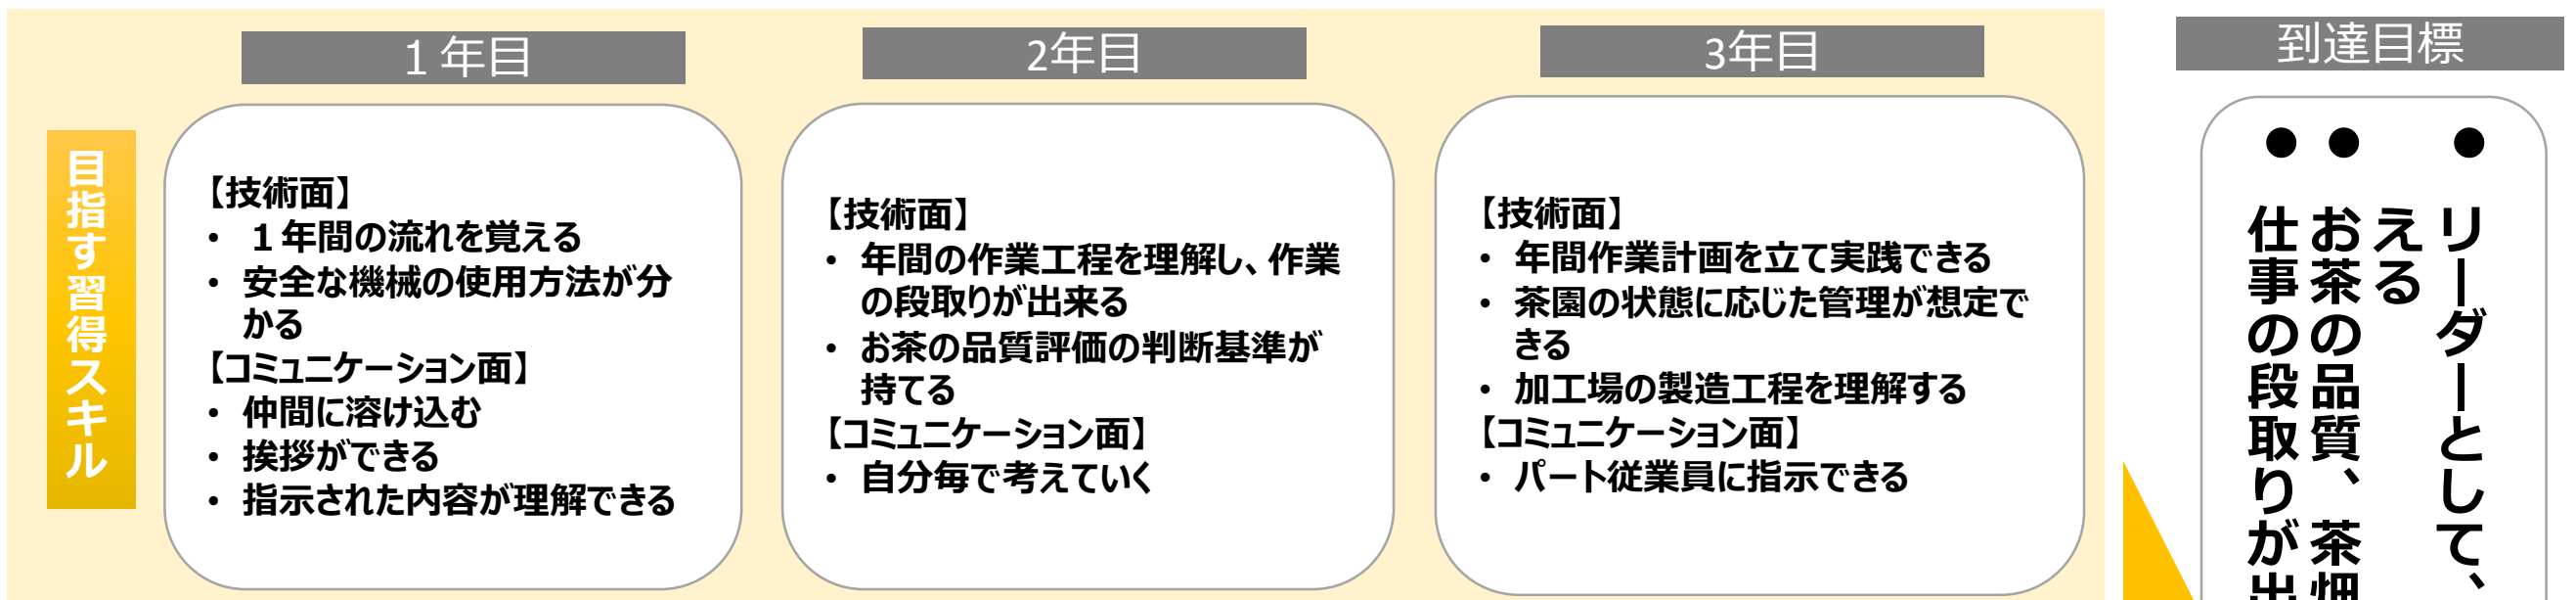 1年目
2年目
3年目
到達目標
目指す習得スキル
【技術面】
・ 1年間の流れを覚える
・ 安全な機械の使用方法が分
かる
【コミュニケーション面】
・ 仲間に溶け込む
・ 挨拶ができる
・ 指示された内容が理解できる
【技術面】
・ 年間の作業工程を理解し、作業
の段取りが出来る
・ お茶の品質評価の判断基準が
持てる
【コミュニケーション面】
・ 自分毎で考えていく
【技術面】
・ 年間作業計画を立て実践できる
・ 茶園の状態に応じた管理が想定で
きる
・ 加工場の製造工程を理解する
【コミュニケーション面】
・ パート従業員に指示できる
● リーダーとして、
える
● お茶の品質、茶畑
● 仕事の段取りが出